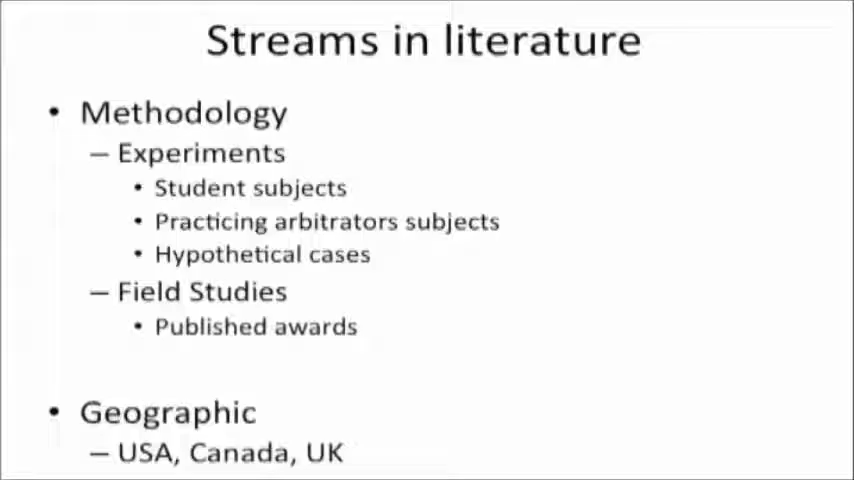 Streams in literature
• Methodology
– Experiments
• Student subjects
• Practicing arbitrators subjects
• Hypothetical cases
– Field Studies
• Published awards
• Geographic
– USA, Canada, UK